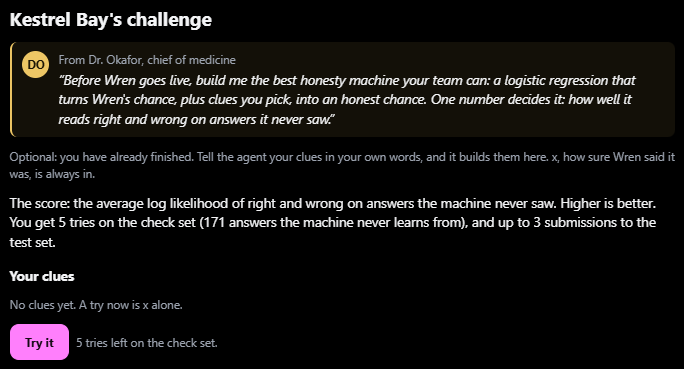 Kestrel Bay's challenge
DO
From Dr. Okafor, chief of medicine
“Before Wren goes live, build me the best honesty machine your team can: a logistic regression that
turns Wren's chance, plus clues you pick, into an honest chance. One number decides it: how well it
reads right and wrong on answers it never saw.”
Optional: you have already finished. Tell the agent your clues in your own words, and it builds them here. x, how sure Wren said it
was, is always in.
The score: the average log likelihood of right and wrong on answers the machine never saw. Higher is better.
You get 5 tries on the check set (171 answers the machine never learns from), and up to 3 submissions to the
test set.
Your clues
No clues yet. A try now is x alone.
Try it
5 tries left on the check set.